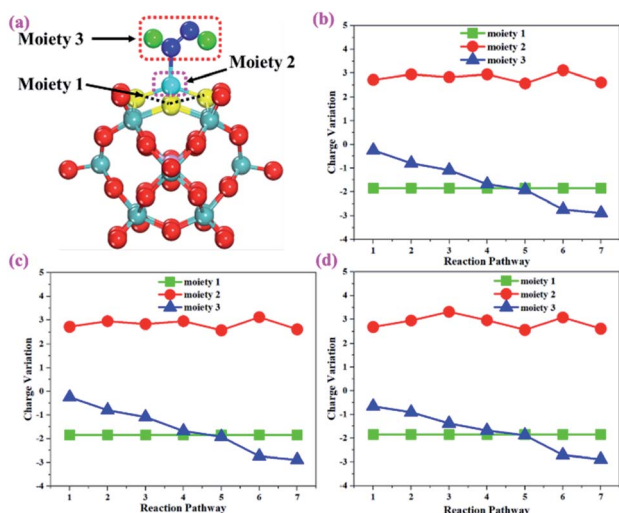 (a)
Moiety 3
Moiety 2
Moiety 1
(b)
moiety 1
moiety 2
moiety 3
Charge Variation
5
4
3
2
1
0
-1
-2
-3
-4
1 2 3 4 5 6 7
Reaction Pathway
(c)
moiety 1
moiety 2
moiety 3
Charge Variation
5
4
3
2
1
0
-1
-2
-3
-4
1 2 3 4 5 6 7
Reaction Pathway
(d)
moiety 1
moiety 2
moiety 3
Charge Variation
5
4
3
2
1
0
-1
-2
-3
-4
1 2 3 4 5 6 7
Reaction Pathway